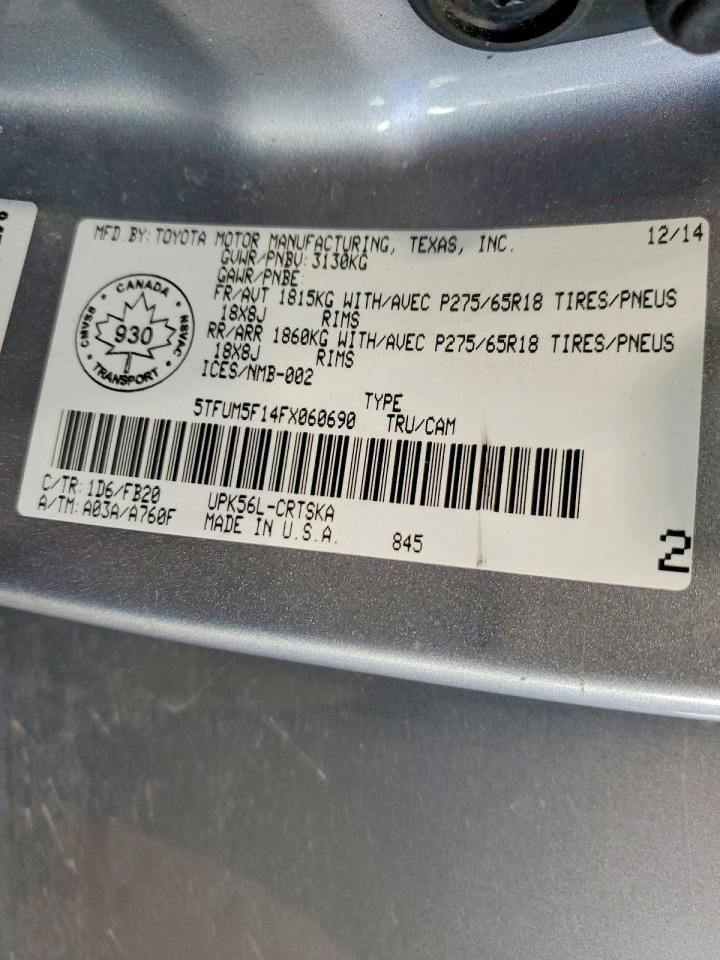 MFD. BY: TOYOTA MOTOR MANUFACTURING, TEXAS, INC. 12/14
GVWR/PNBV: 3130KG
GAWR/PNBE:
FR/AVT 1815KG WITH/AVEC P275/65R18 TIRES/PNEUS
18X8J RIMS
RR/ARR 1860KG WITH/AVEC P275/65R18 TIRES/PNEUS
18X8J RIMS
ICES/NMB-002
CANADA
CMVSS
930
NSVAC
TRANSPORT
TYPE
5TFUM5F14FX060690 TRU/CAM
C/TR: 1D6/FB20 UPK56L-CRTSKA
A/TM: A03A/A760F MADE IN U.S.A. 845
2